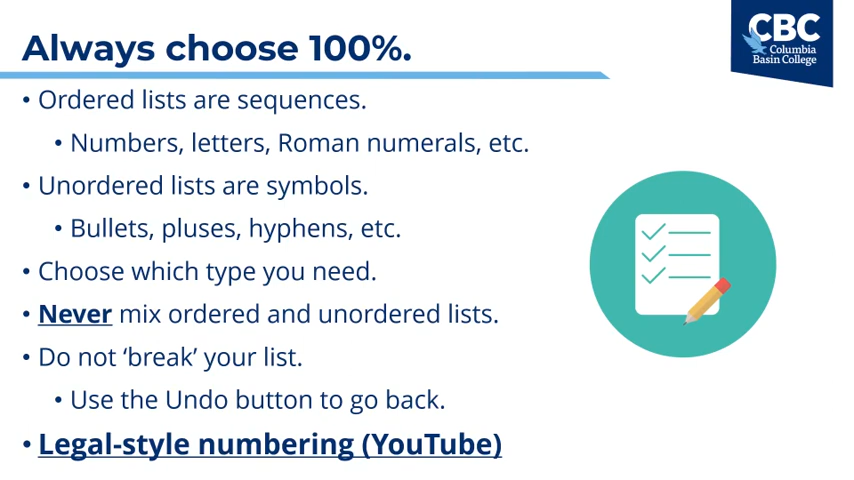 Always choose 100%.
CBC
Columbia
Basin College
• Ordered lists are sequences.
• Numbers, letters, Roman numerals, etc.
• Unordered lists are symbols.
• Bullets, pluses, hyphens, etc.
• Choose which type you need.
• Never mix ordered and unordered lists.
• Do not ‘break’ your list.
• Use the Undo button to go back.
• Legal-style numbering (YouTube)